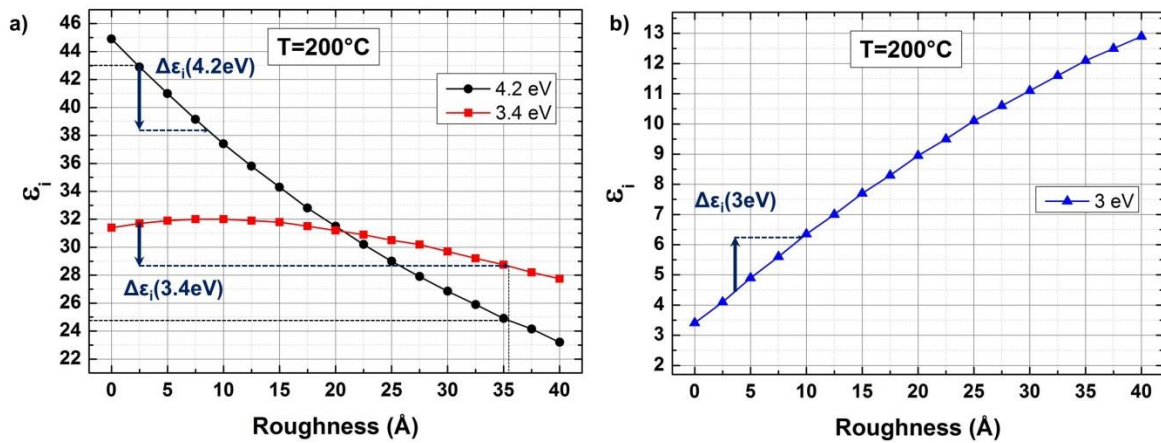 a)
T=200°C
Δεi(4.2eV)
4.2 eV
3.4 eV
Δεi(3.4eV)
46
44
42
40
38
36
34
32
30
28
26
24
22
εi
0 5 10 15 20 25 30 35 40
Roughness (Å)
b)
T=200°C
Δεi(3eV)
3 eV
13
12
11
10
9
8
7
6
5
4
3
2
εi
0 5 10 15 20 25 30 35 40
Roughness (Å)